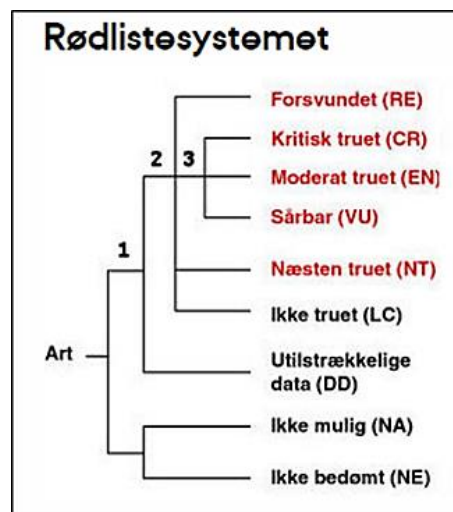 Rødlistesystemet
Forsvundet (RE)
2 3 Kritisk truet (CR)
Moderat truet (EN)
Sårbar (VU)
1
Næsten truet (NT)
Ikke truet (LC)
Art
Utilstrækkelige
data (DD)
Ikke mulig (NA)
Ikke bedømt (NE)